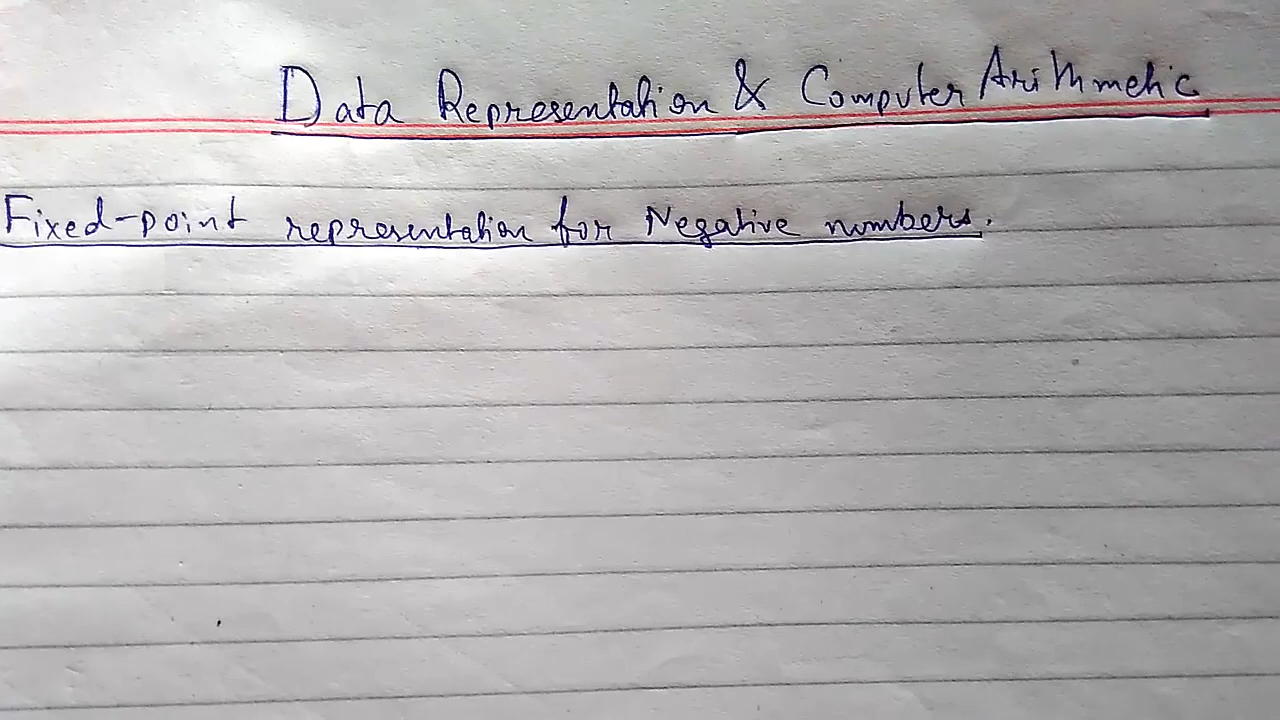 Data Representation & Computer Arithmetic
Fixed-point representation for Negative numbers.